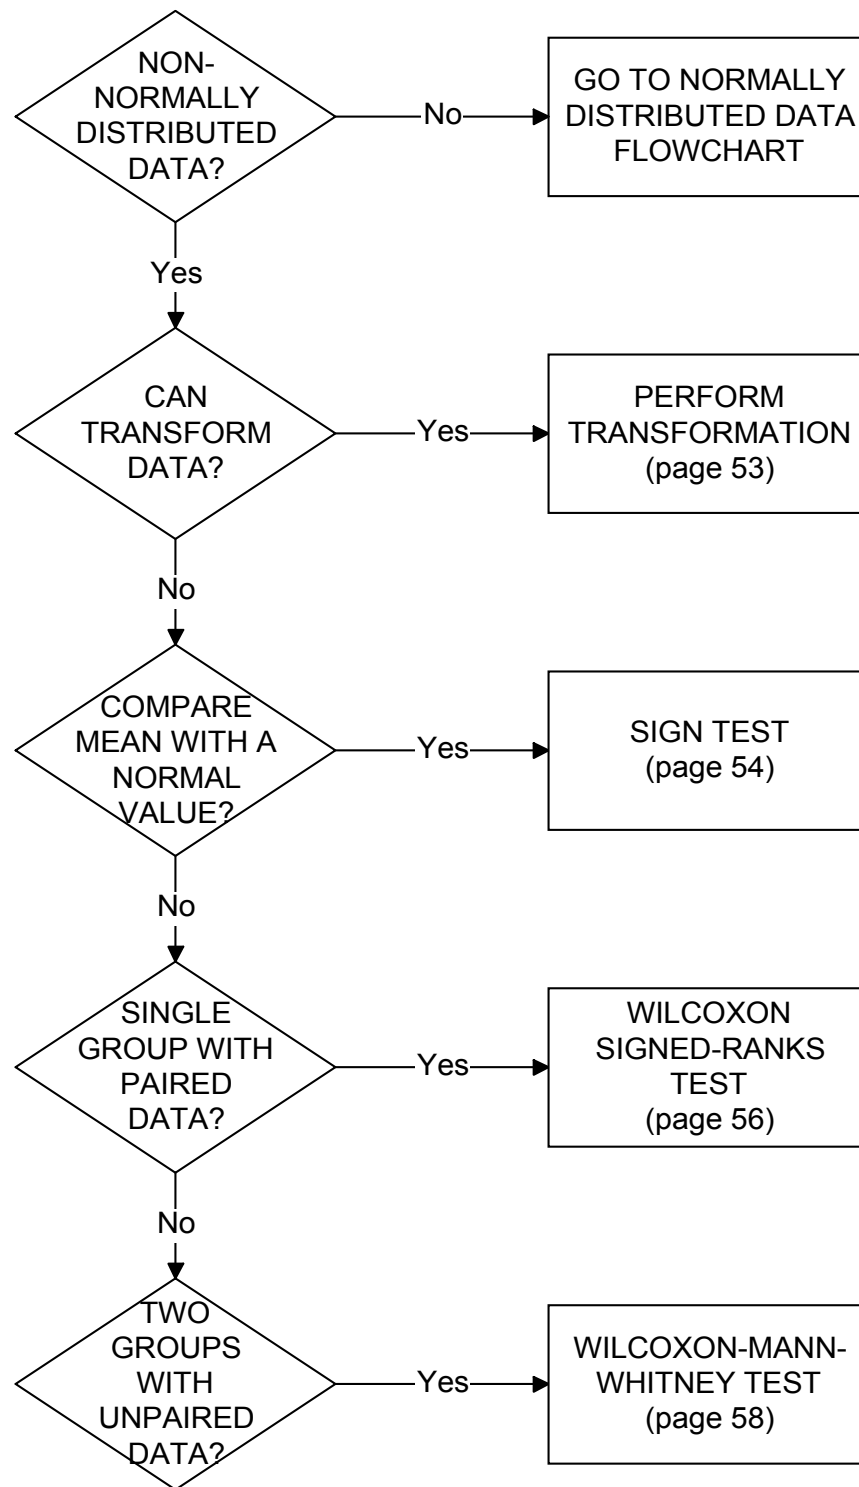 NON-
NORMALLY
DISTRIBUTED
DATA?
No
GO TO NORMALLY
DISTRIBUTED DATA
FLOWCHART
Yes
CAN
TRANSFORM
DATA?
Yes
PERFORM
TRANSFORMATION
(page 53)
No
COMPARE
MEAN WITH A
NORMAL
VALUE?
Yes
SIGN TEST
(page 54)
No
SINGLE
GROUP WITH
PAIRED
DATA?
Yes
WILCOXON
SIGNED-RANKS
TEST
(page 56)
No
TWO
GROUPS
WITH
UNPAIRED
DATA?
Yes
WILCOXON-MANN-
WHITNEY TEST
(page 58)